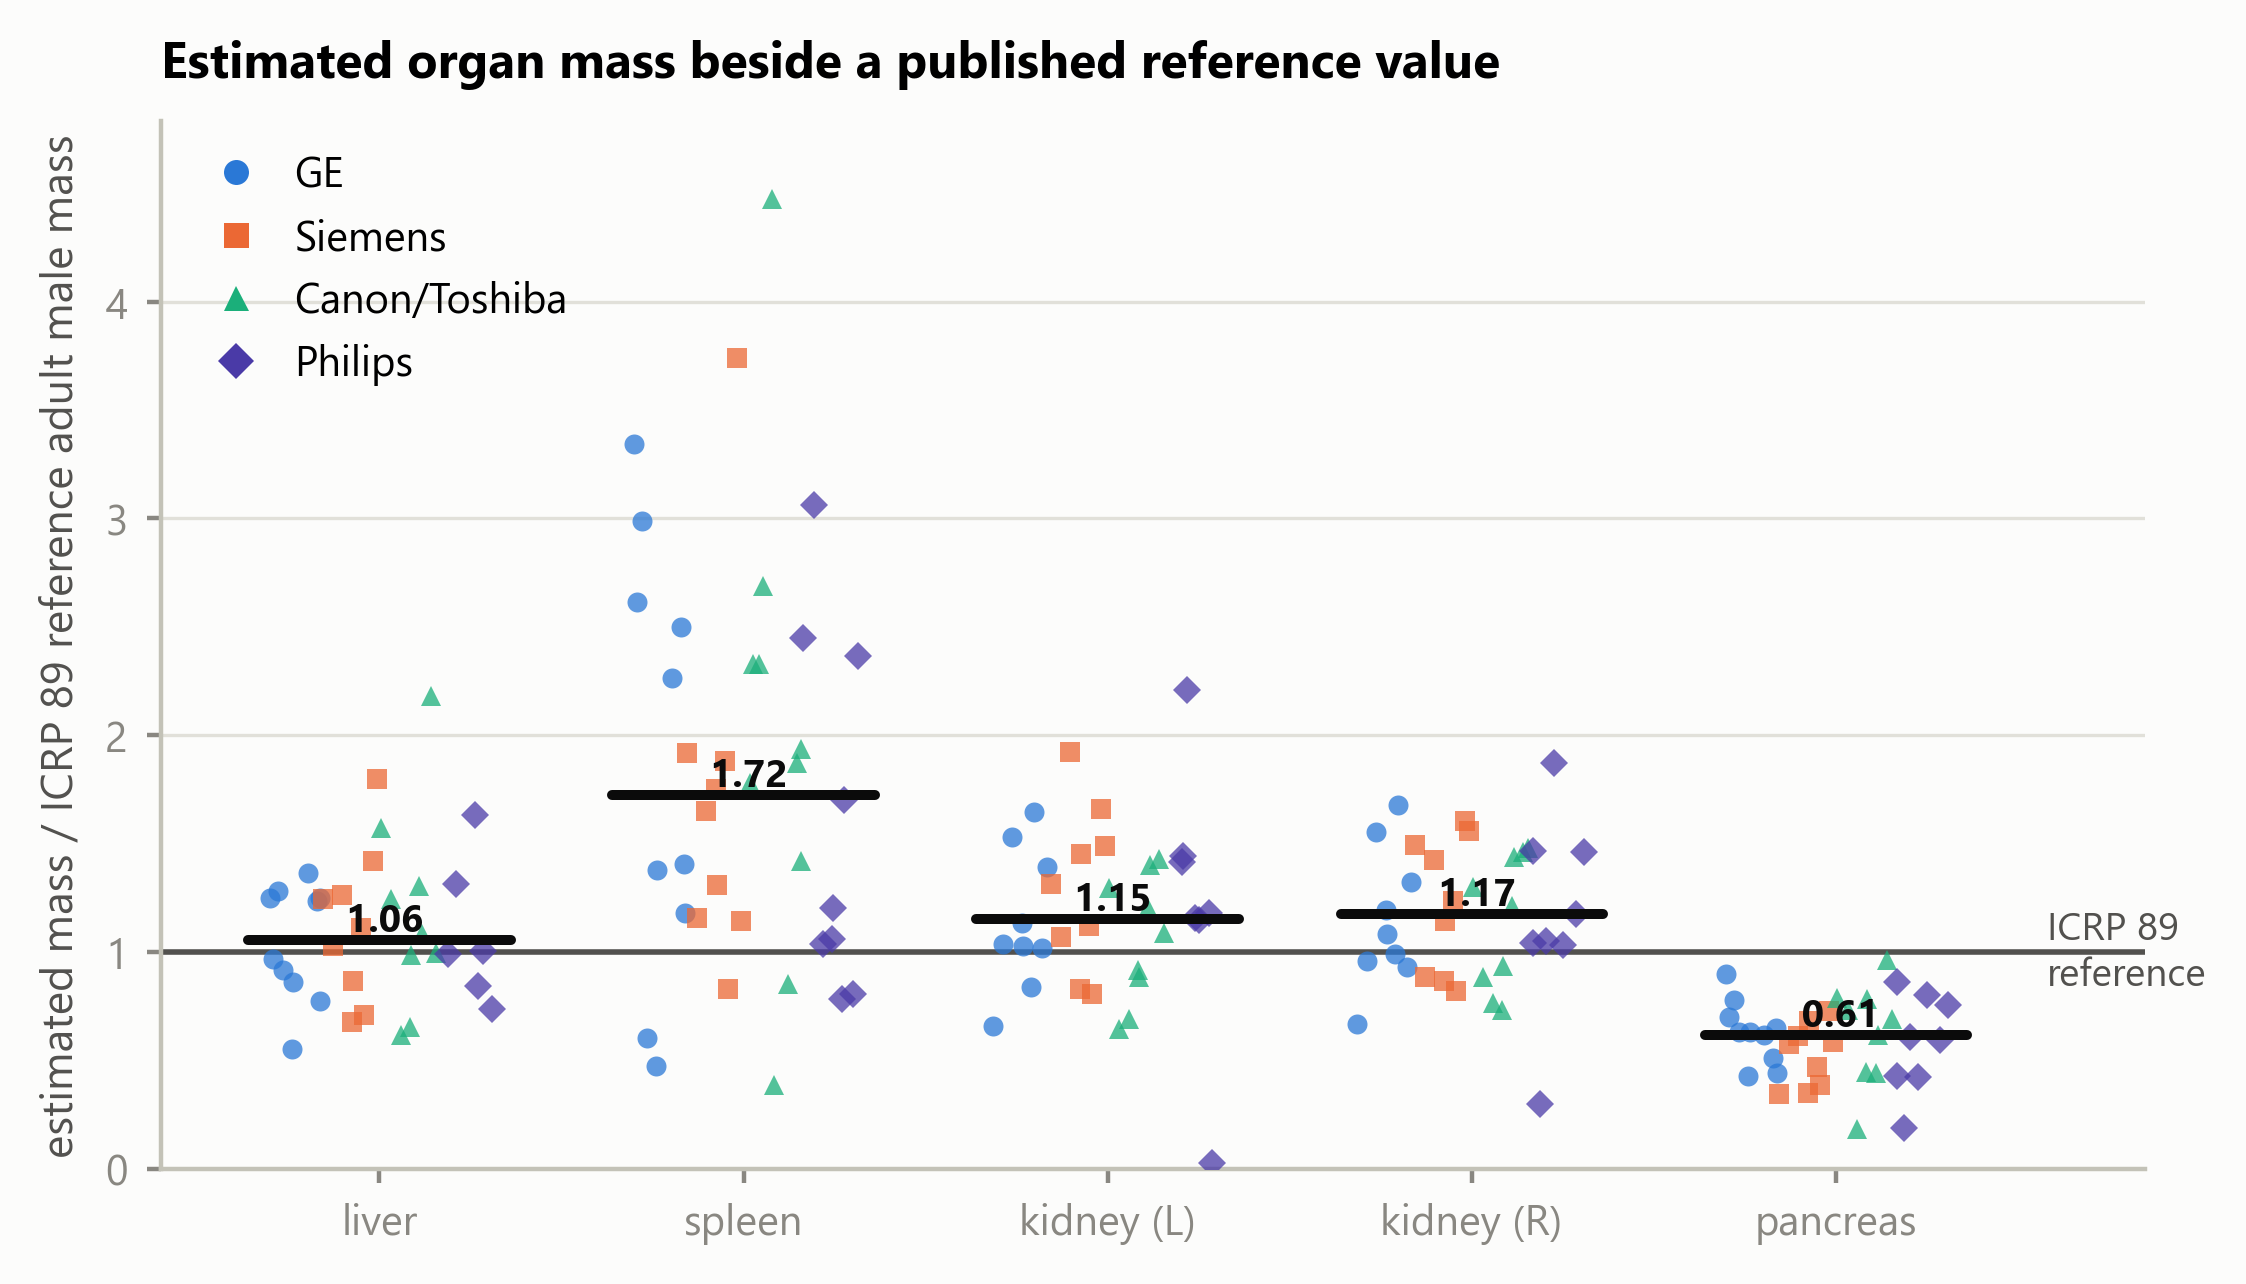 Estimated organ mass beside a published reference value
estimated mass / ICRP 89 reference adult male mass
GE
Siemens
Canon/Toshiba
Philips
4
3
2
1
0
1.06
1.72
1.15
1.17
0.61
ICRP 89
reference
liver
spleen
kidney (L)
kidney (R)
pancreas